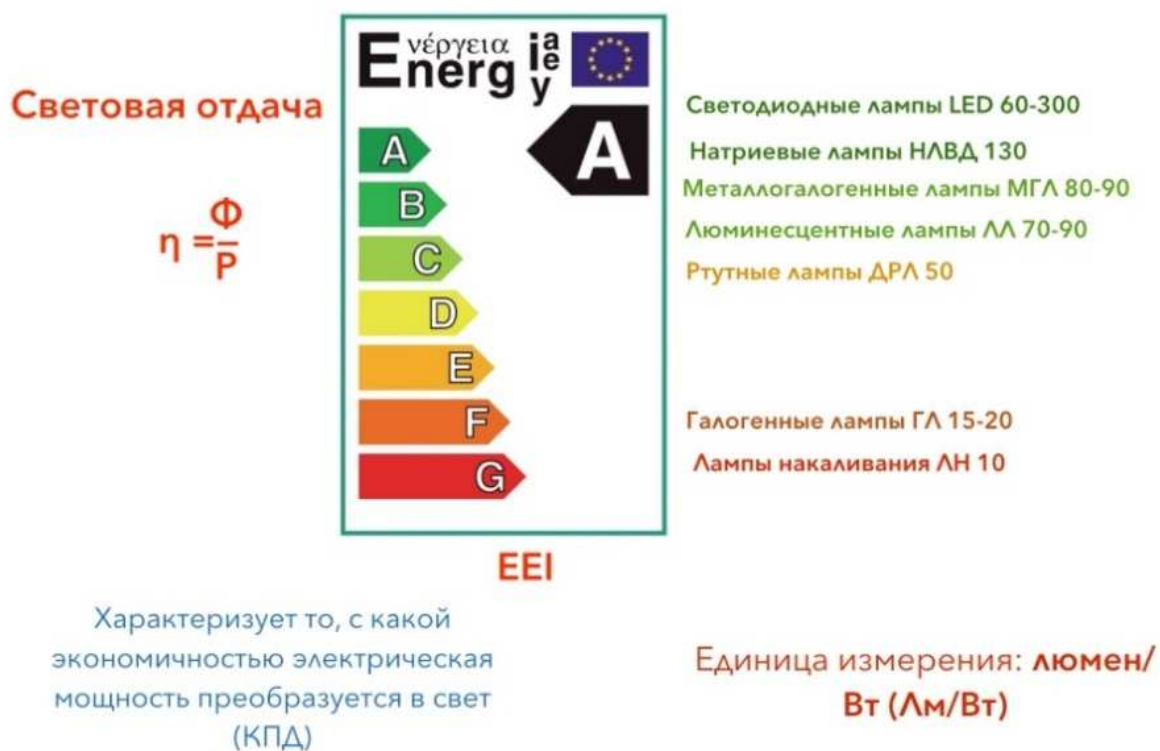 Световая отдача
η = Φ
P
Eνέργεια
Energ
ia
e
y
A
A
B
C
D
E
F
G
EEI
Светодиодные лампы LED 60-300
Натриевые лампы НЛВД 130
Металлогалогенные лампы МГЛ 80-90
Люминесцентные лампы ЛЛ 70-90
Ртутные лампы ДРЛ 50
Галогенные лампы ГЛ 15-20
Лампы накаливания ЛН 10
Характеризует то, с какой
экономичностью электрическая
мощность преобразуется в свет
(КПД)
Единица измерения: люмен/
Вт (Лм/Вт)